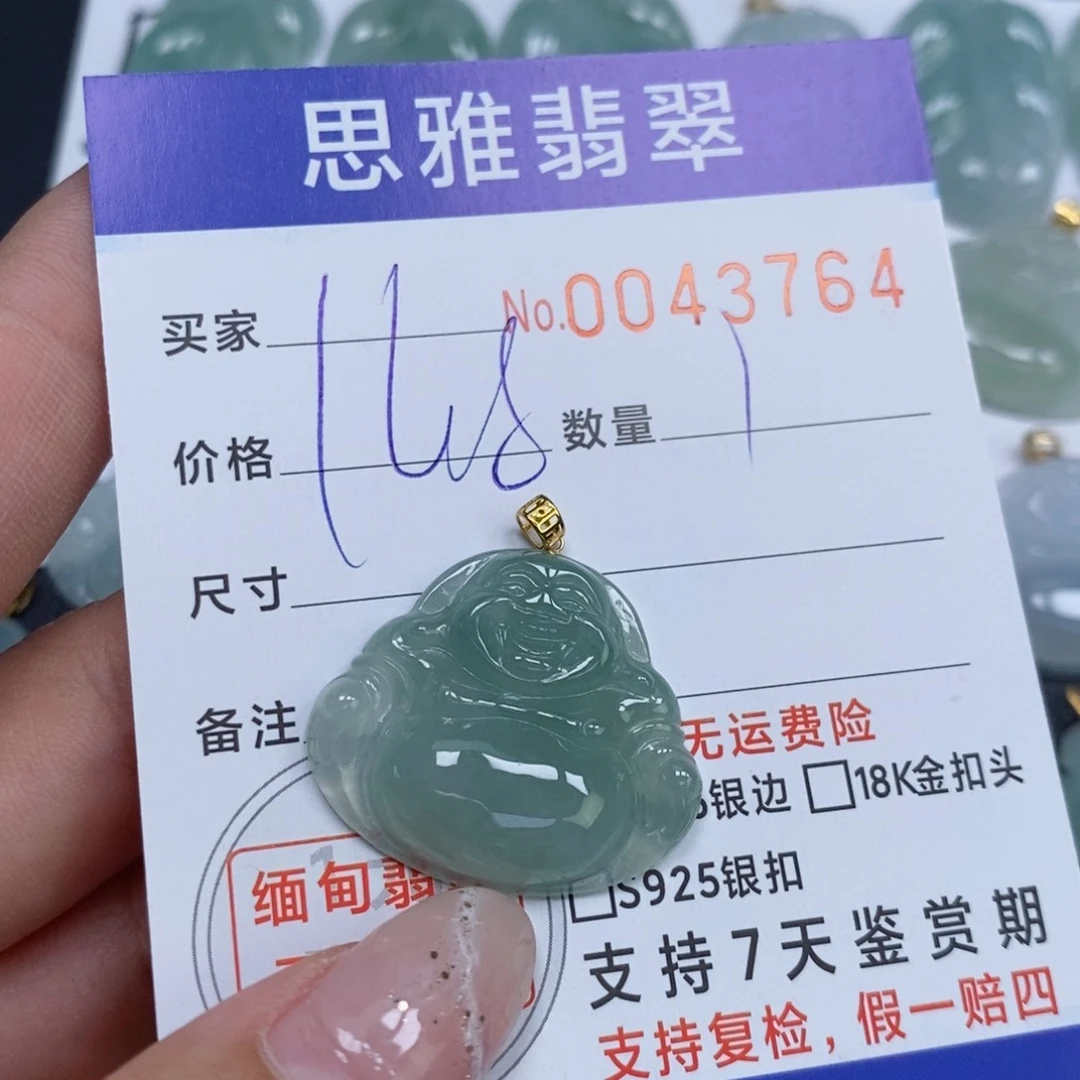 思雅翡翠
买家
No.0043764
价格
数量 1
尺寸
备注
无运费险
银边 □18K金扣头
缅甸翡
□S925银扣
支持7天鉴赏期
支持复检，假一赔四